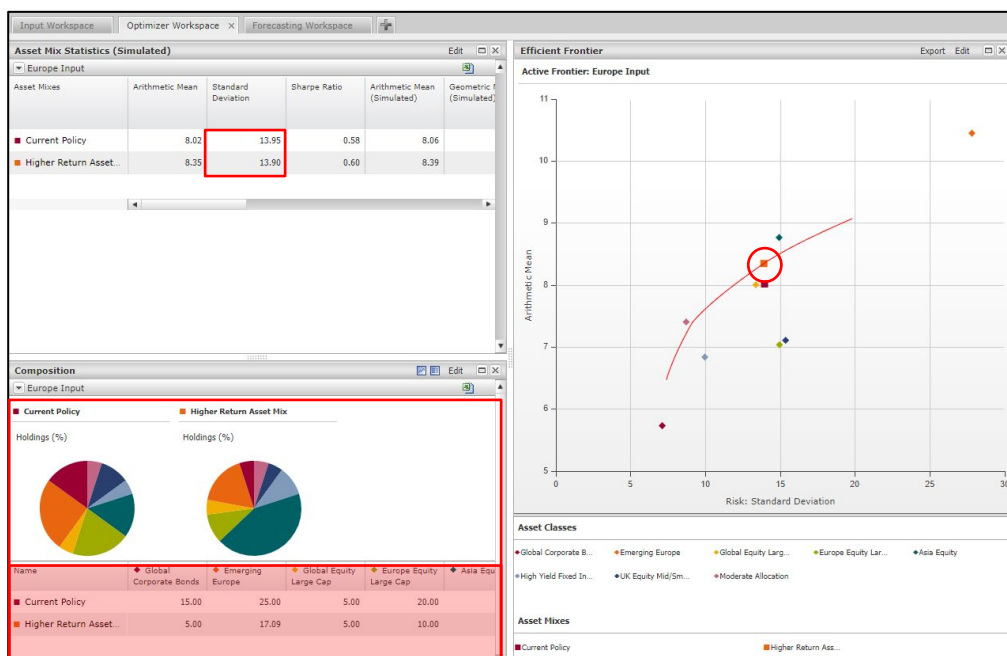 Input Workspace
Optimizer Workspace ×
Forecasting Workspace
Asset Mix Statistics (Simulated) Edit
Europe Input
Asset Mixes Arithmetic Mean Standard Deviation Sharpe Ratio Arithmetic Mean (Simulated) Geometric (Simulated)
Current Policy 8.02 13.95 0.58 8.06
Higher Return Asset... 8.35 13.90 0.60 8.39
Composition Edit
Europe Input
Current Policy Higher Return Asset Mix
Holdings (%) Holdings (%)
Name Global Corporate Bonds Emerging Europe Global Equity Large Cap Europe Equity Large Cap Asia Equ
Current Policy 15.00 25.00 5.00 20.00
Higher Return Asset... 5.00 17.09 5.00 10.00
Efficient Frontier Export Edit
Active Frontier: Europe Input
Arithmetic Mean
11
10
9
8
7
6
5
0 5 10 15 20 25 30
Risk: Standard Deviation
Asset Classes
Global Corporate B... Emerging Europe Global Equity Larg... Europe Equity Lar... Asia Equity
High Yield Fixed In... UK Equity Mid/Sm... Moderate Allocation
Asset Mixes
Current Policy Higher Return Ass...